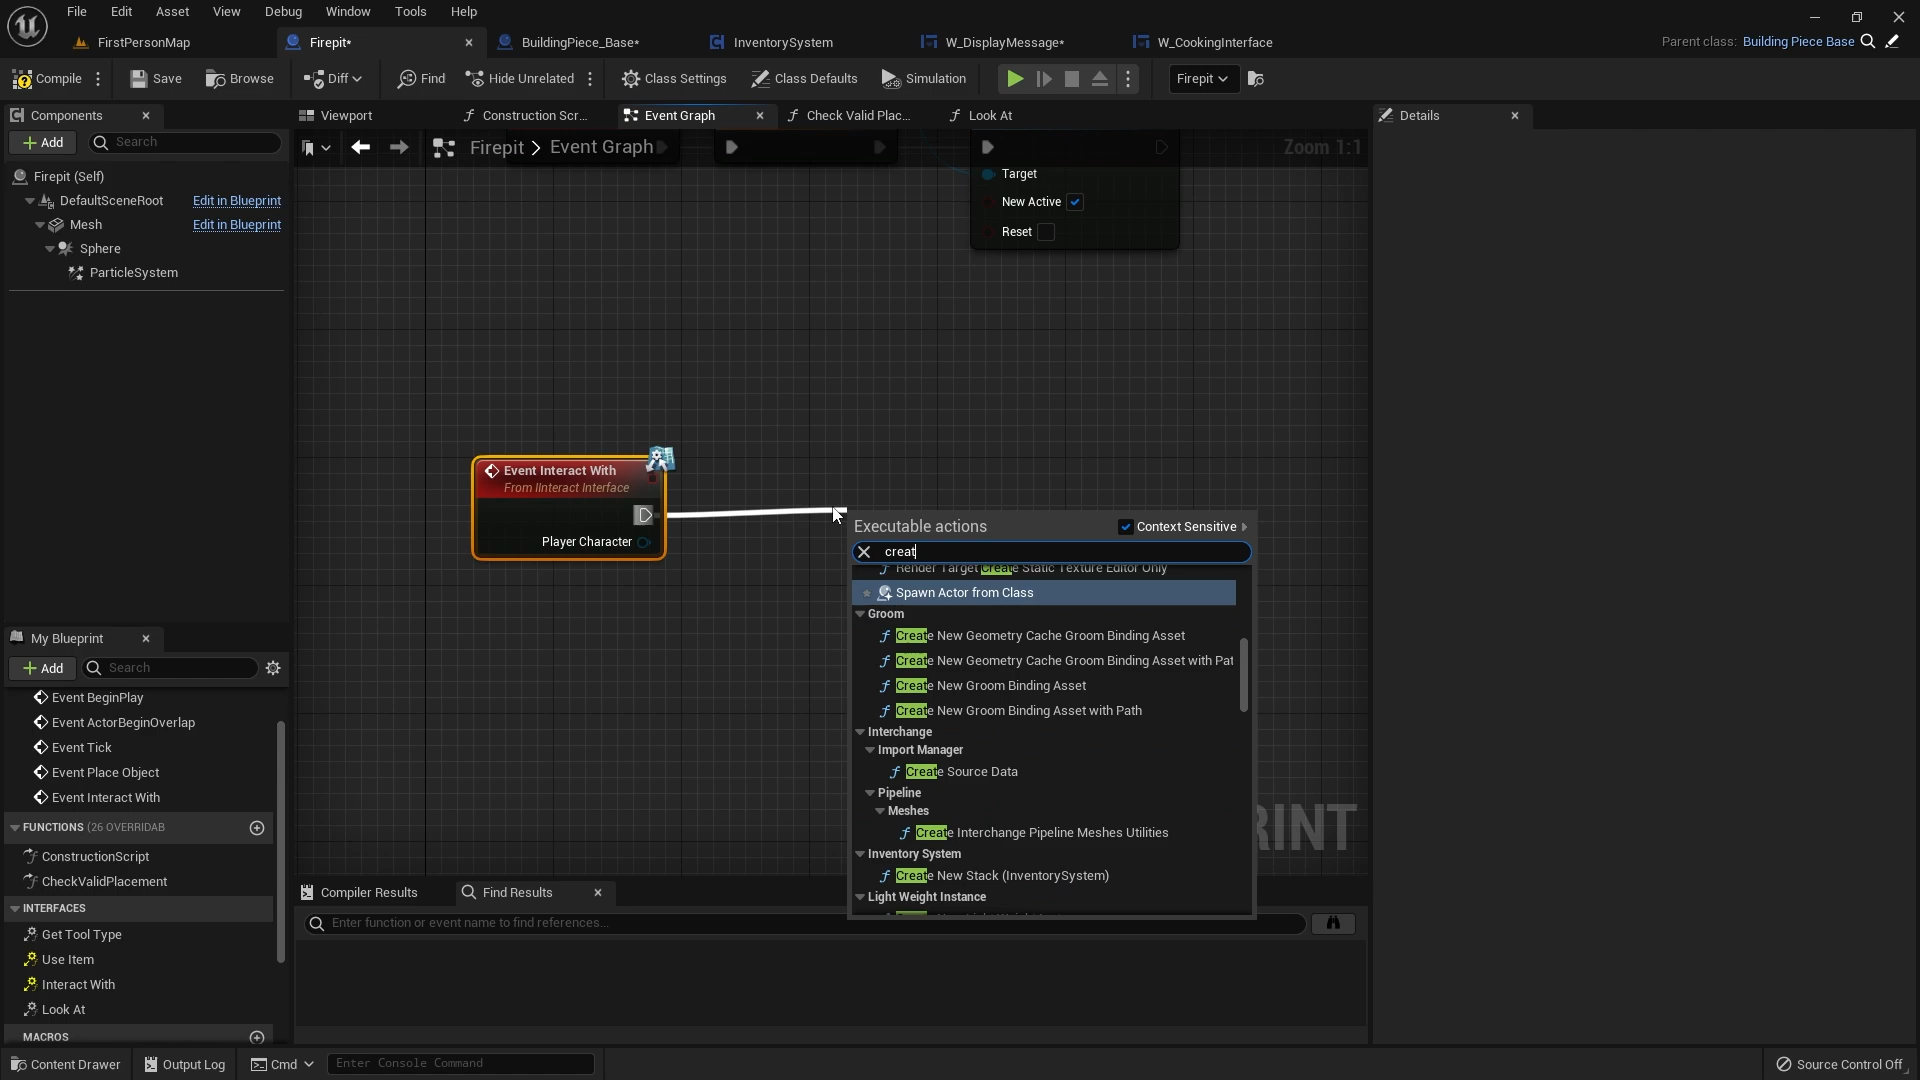 File Edit Asset View Debug Window Tools Help
FirstPersonMap Firepit* BuildingPiece_Base* InventorySystem W_DisplayMessage* W_CookingInterface
Parent class: Building Piece Base
Compile Save Browse Diff Find Hide Unrelated Class Settings Class Defaults Simulation Firepit
Components
Add Search
Firepit (Self)
DefaultSceneRoot Edit in Blueprint
Mesh Edit in Blueprint
Sphere
ParticleSystem
Viewport Construction Scr... Event Graph Check Valid Plac... Look At
Firepit > Event Graph
Zoom 1:1
Target
New Active
Reset
Event Interact With
From IInteract Interface
Player Character
Executable actions Context Sensitive
creat
Render Target Create Static Texture Editor Only
Spawn Actor from Class
Groom
Create New Geometry Cache Groom Binding Asset
Create New Geometry Cache Groom Binding Asset with Pat
Create New Groom Binding Asset
Create New Groom Binding Asset with Path
Interchange
Import Manager
Create Source Data
Pipeline
Meshes
Create Interchange Pipeline Meshes Utilities
Inventory System
Create New Stack (InventorySystem)
Light Weight Instance
RINT
Details
My Blueprint
Add Search
Event BeginPlay
Event ActorBeginOverlap
Event Tick
Event Place Object
Event Interact With
FUNCTIONS (26 OVERRIDAB
ConstructionScript
CheckValidPlacement
INTERFACES
Get Tool Type
Use Item
Interact With
Look At
MACROS
Compiler Results Find Results
Enter function or event name to find references...
Content Drawer Output Log Cmd Enter Console Command
Source Control Off